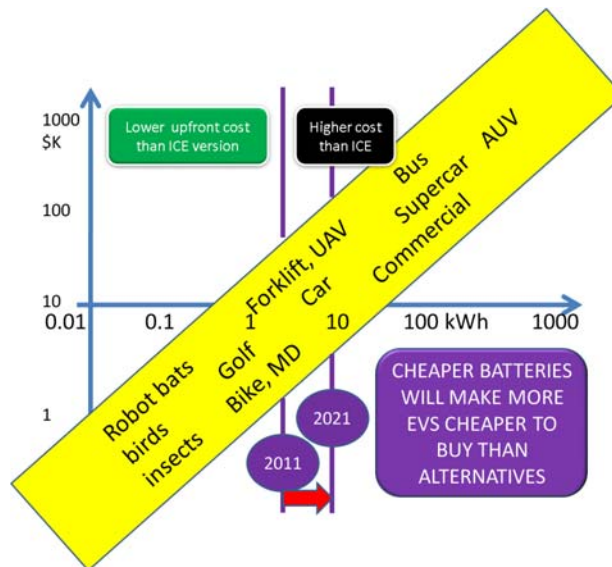 1000
$K
100
10
1
Lower upfront cost
than ICE version
Higher cost
than ICE
0.01
0.1
1
10
100 kWh
1000
Robot bats
birds
insects
Golf
Bike, MD
Forklift, UAV
Car
Bus
Supercar
Commercial
AUV
2011
2021
CHEAPER BATTERIES
WILL MAKE MORE
EVS CHEAPER TO
BUY THAN
ALTERNATIVES